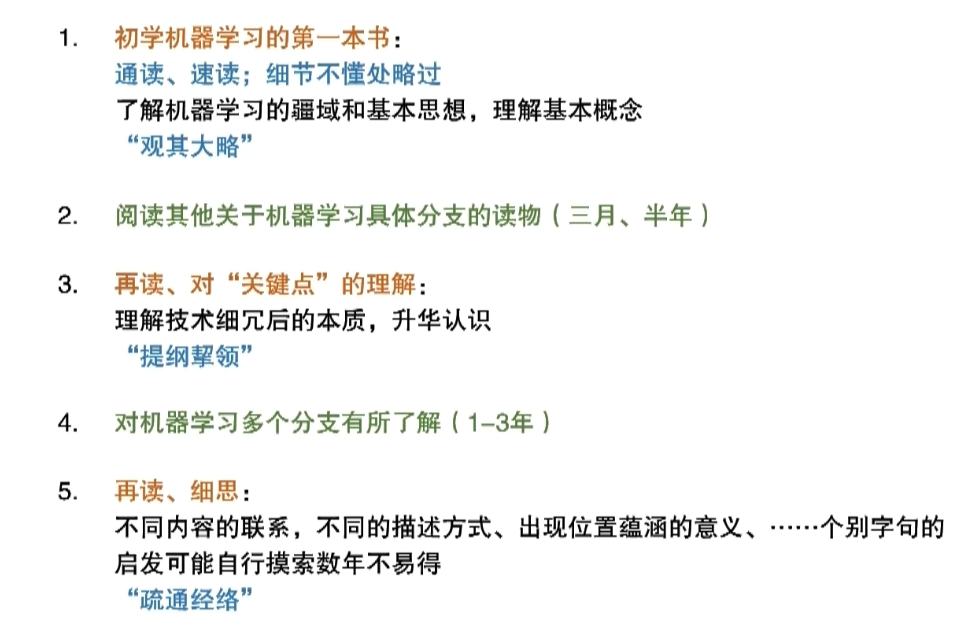 1. 初学机器学习的第一本书：
通读、速读；细节不懂处略过
了解机器学习的疆域和基本思想，理解基本概念
“观其大略”
2. 阅读其他关于机器学习具体分支的读物（三月、半年）
3. 再读、对“关键点”的理解：
理解技术细冗后的本质，升华认识
“提纲挈领”
4. 对机器学习多个分支有所了解（1-3年）
5. 再读、细思：
不同内容的联系，不同的描述方式、出现位置蕴涵的意义、……个别字句的
启发可能自行摸索数年不易得
“疏通经络”